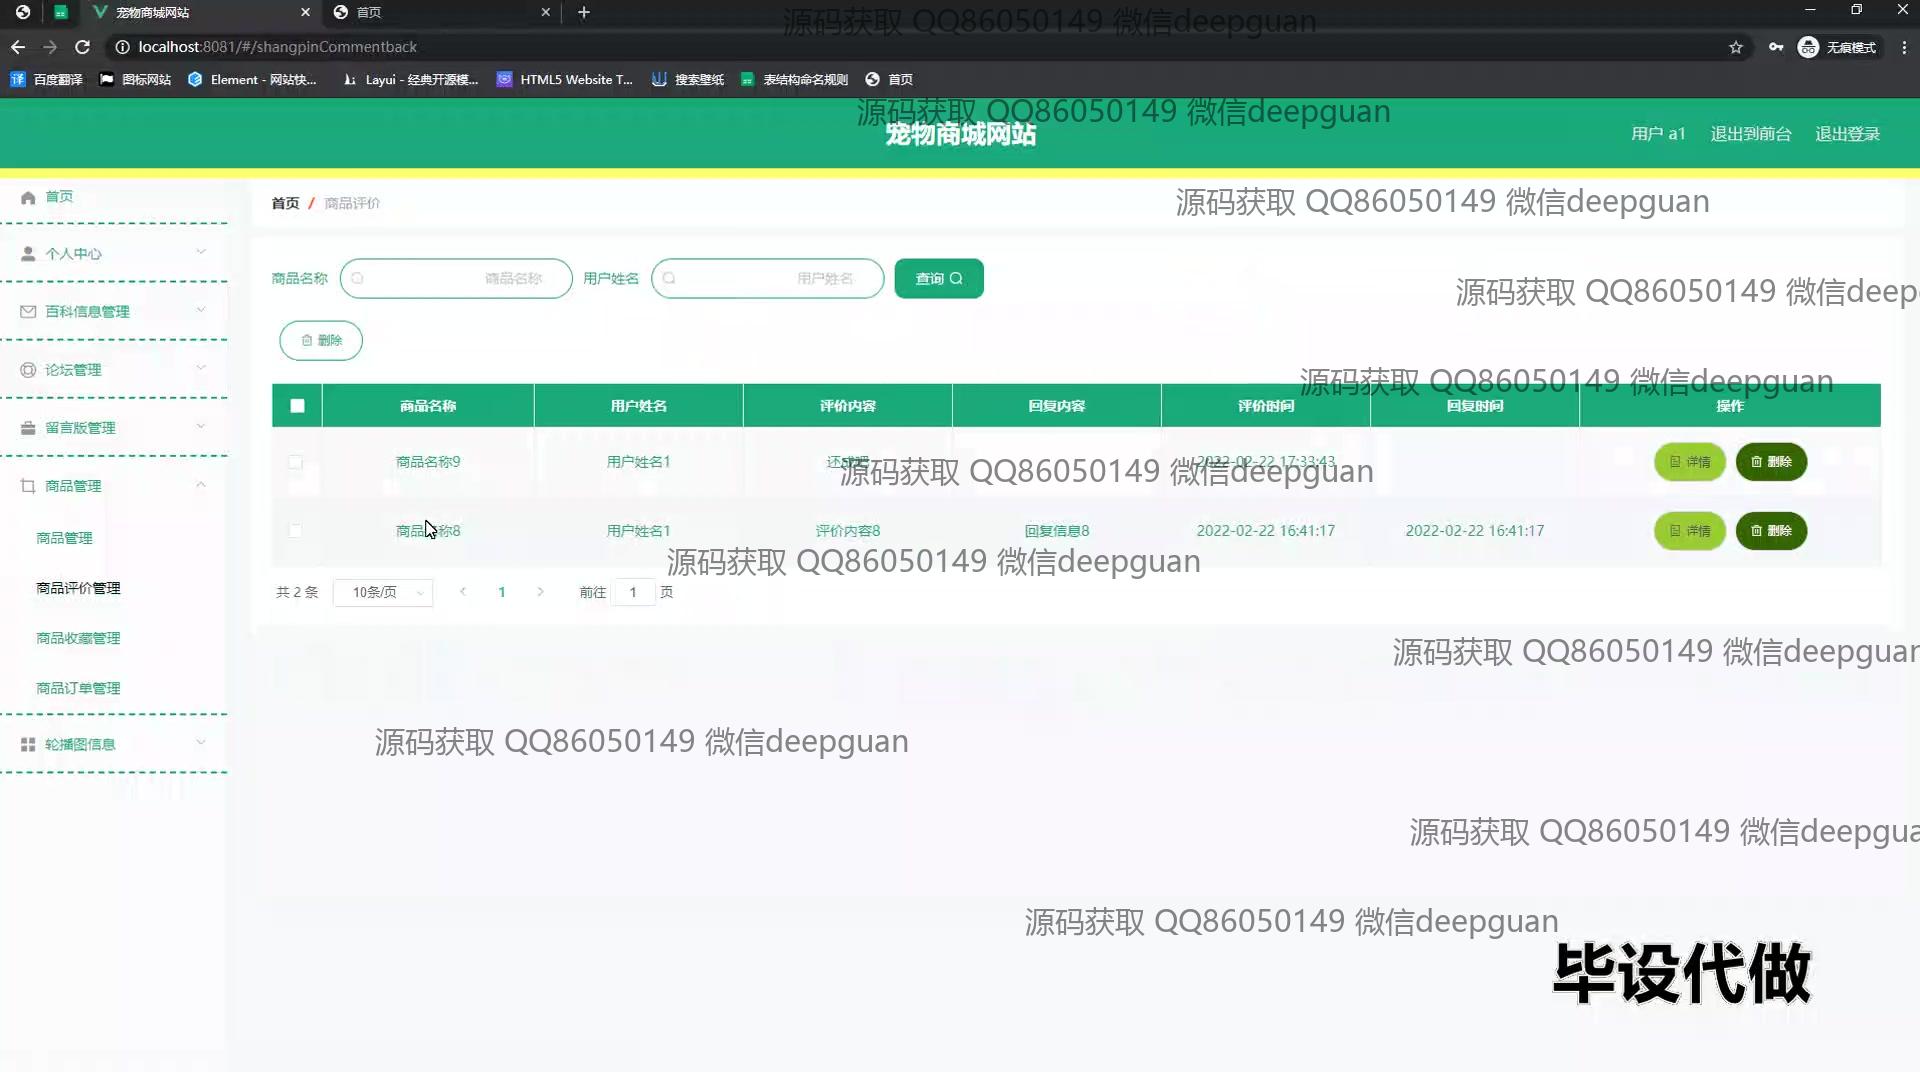 宠物商城网站
首页
localhost:8081/#/shangpinCommentback
无痕模式
百度翻译
图标网站
Element - 网站快...
Layui - 经典开源模...
HTML5 Website T...
搜索壁纸
表结构命名规则
首页
源码获取 QQ86050149 微信deepguan
源码获取 QQ86050149 微信deepguan
宠物商城网站
用户 a1
退出到前台
退出登录
首页
个人中心
百科信息管理
论坛管理
留言版管理
商品管理
商品管理
商品评价管理
商品收藏管理
商品订单管理
轮播图信息
首页 / 商品评价
源码获取 QQ86050149 微信deepguan
商品名称 商品名称 用户姓名 用户姓名 查询
源码获取 QQ86050149 微信deep
删除
源码获取 QQ86050149 微信deepguan
商品名称 用户姓名 评价内容 回复内容 评价时间 回复时间 操作
商品名称9 用户姓名1 2022-02-22 17:33:43 详情 删除
源码获取 QQ86050149 微信deepguan
商品名称8 用户姓名1 评价内容8 回复信息8 2022-02-22 16:41:17 2022-02-22 16:41:17 详情 删除
源码获取 QQ86050149 微信deepguan
共 2 条 10条/页 1 前往 1 页
源码获取 QQ86050149 微信deepguan
源码获取 QQ86050149 微信deepguan
源码获取 QQ86050149 微信deepgua
源码获取 QQ86050149 微信deepguan
毕设代做